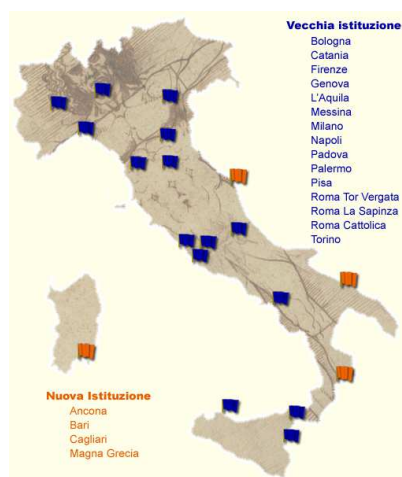 Vecchia istituzione
Bologna
Catania
Firenze
Genova
L'Aquila
Messina
Milano
Napoli
Padova
Palermo
Pisa
Roma Tor Vergata
Roma La Sapinza
Roma Cattolica
Torino
Nuova Istituzione
Ancona
Bari
Cagliari
Magna Grecia